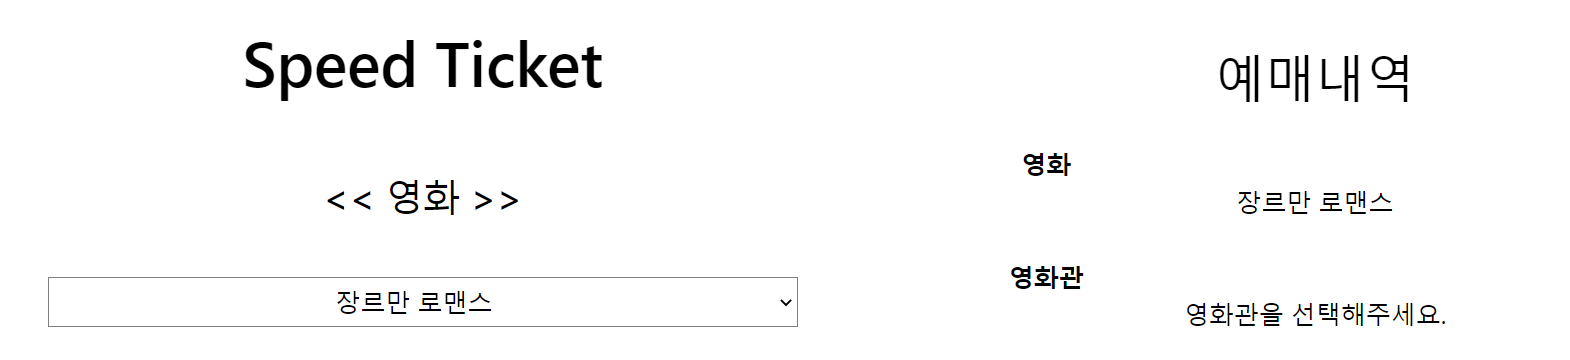 Speed Ticket
<< 영화 >>
장르만 로맨스
예매내역
영화
장르만 로맨스
영화관
영화관을 선택해주세요.